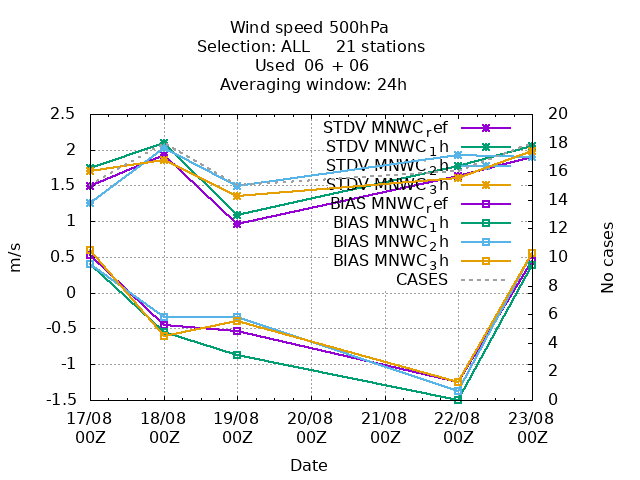 Wind speed 500hPa
Selection: ALL 21 stations
Used 06 + 06
Averaging window: 24h
2.5
2
1.5
1
0.5
0
-0.5
-1
-1.5
m/s
20
18
16
14
12
10
8
6
4
2
0
No cases
STDV MNWC_ref
STDV MNWC_1h
STDV MNWC_2h
STDV MNWC_3h
BIAS MNWC_ref
BIAS MNWC_1h
BIAS MNWC_2h
BIAS MNWC_3h
CASES
17/08 18/08 19/08 20/08 21/08 22/08 23/08
00Z 00Z 00Z 00Z 00Z 00Z 00Z
Date